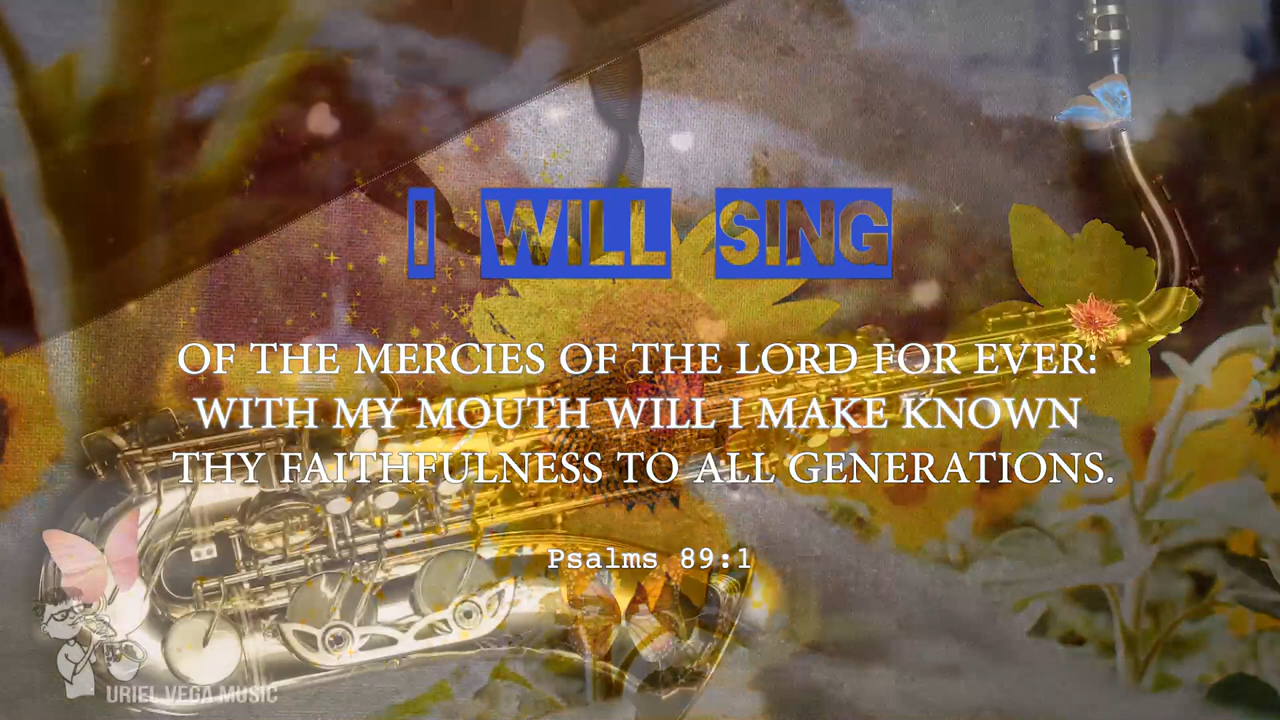 I WILL SING
OF THE MERCIES OF THE LORD FOR EVER:
WITH MY MOUTH WILL I MAKE KNOWN
THY FAITHFULNESS TO ALL GENERATIONS.
Psalms 89:1
URIEL VEGA MUSIC